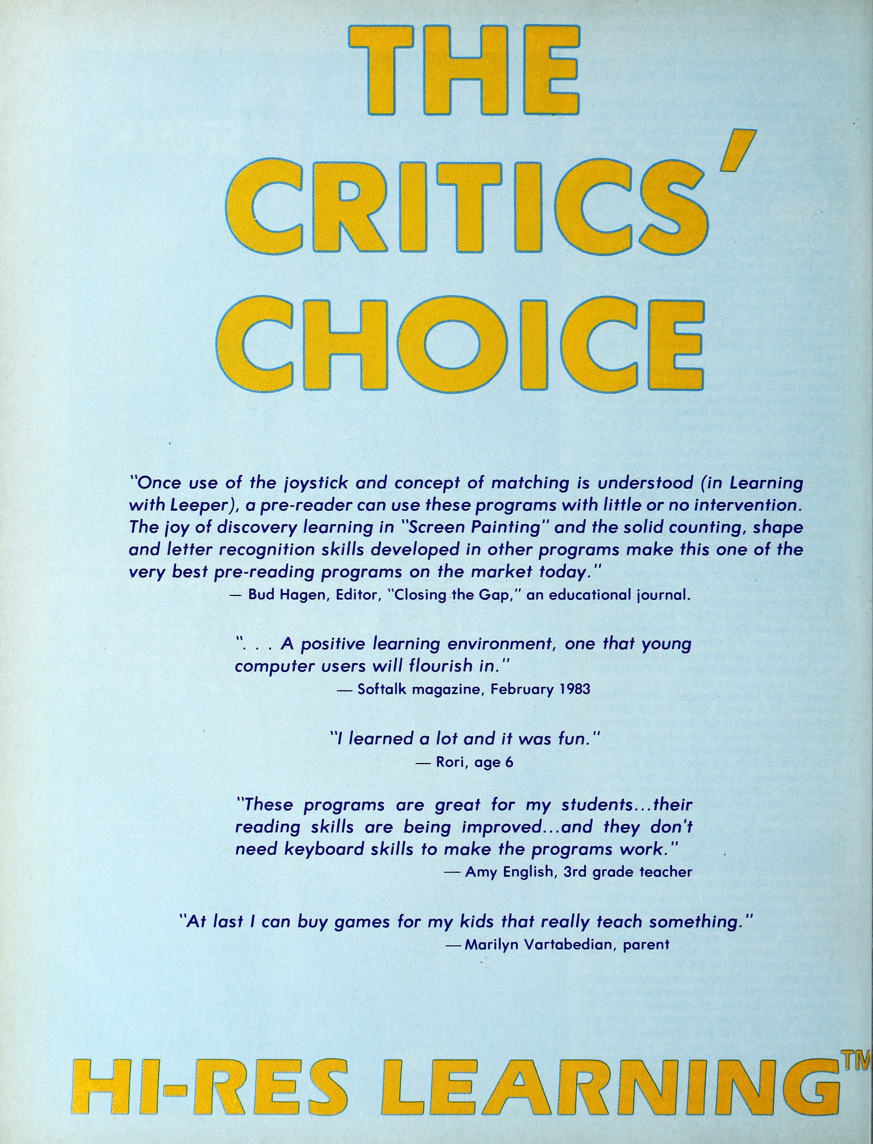 THE
CRITICS'
CHOICE
"Once use of the joystick and concept of matching is understood (in Learning
with Leeper), a pre-reader can use these programs with little or no intervention.
The joy of discovery learning in "Screen Painting" and the solid counting, shape
and letter recognition skills developed in other programs make this one of the
very best pre-reading programs on the market today."
— Bud Hagen, Editor, "Closing the Gap," an educational journal.
". . . A positive learning environment, one that young
computer users will flourish in."
— Softalk magazine, February 1983
"I learned a lot and it was fun."
— Rori, age 6
"These programs are great for my students...their
reading skills are being improved...and they don't
need keyboard skills to make the programs work."
— Amy English, 3rd grade teacher
"At last I can buy games for my kids that really teach something."
— Marilyn Vartabedian, parent
HI-RES LEARNING™